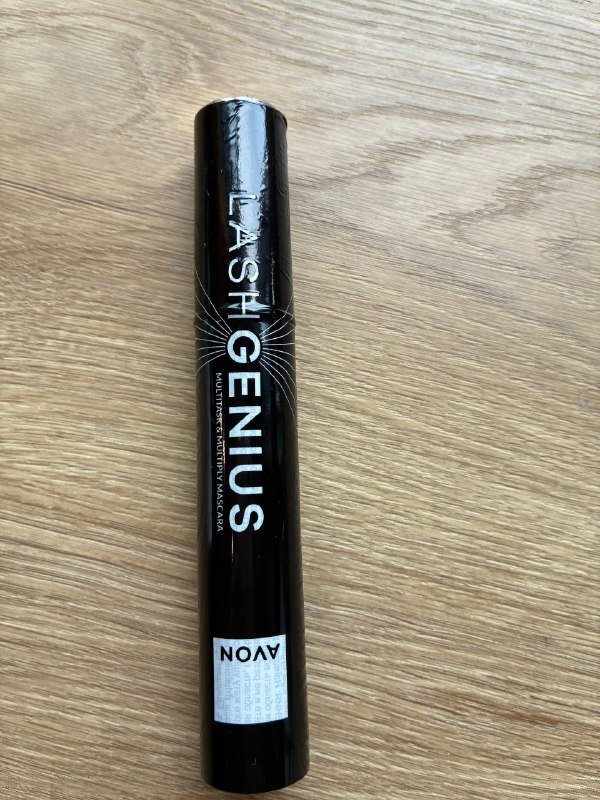 LASH
GENIUS
MULTITASK & MULTIPLY MASCARA
AVON